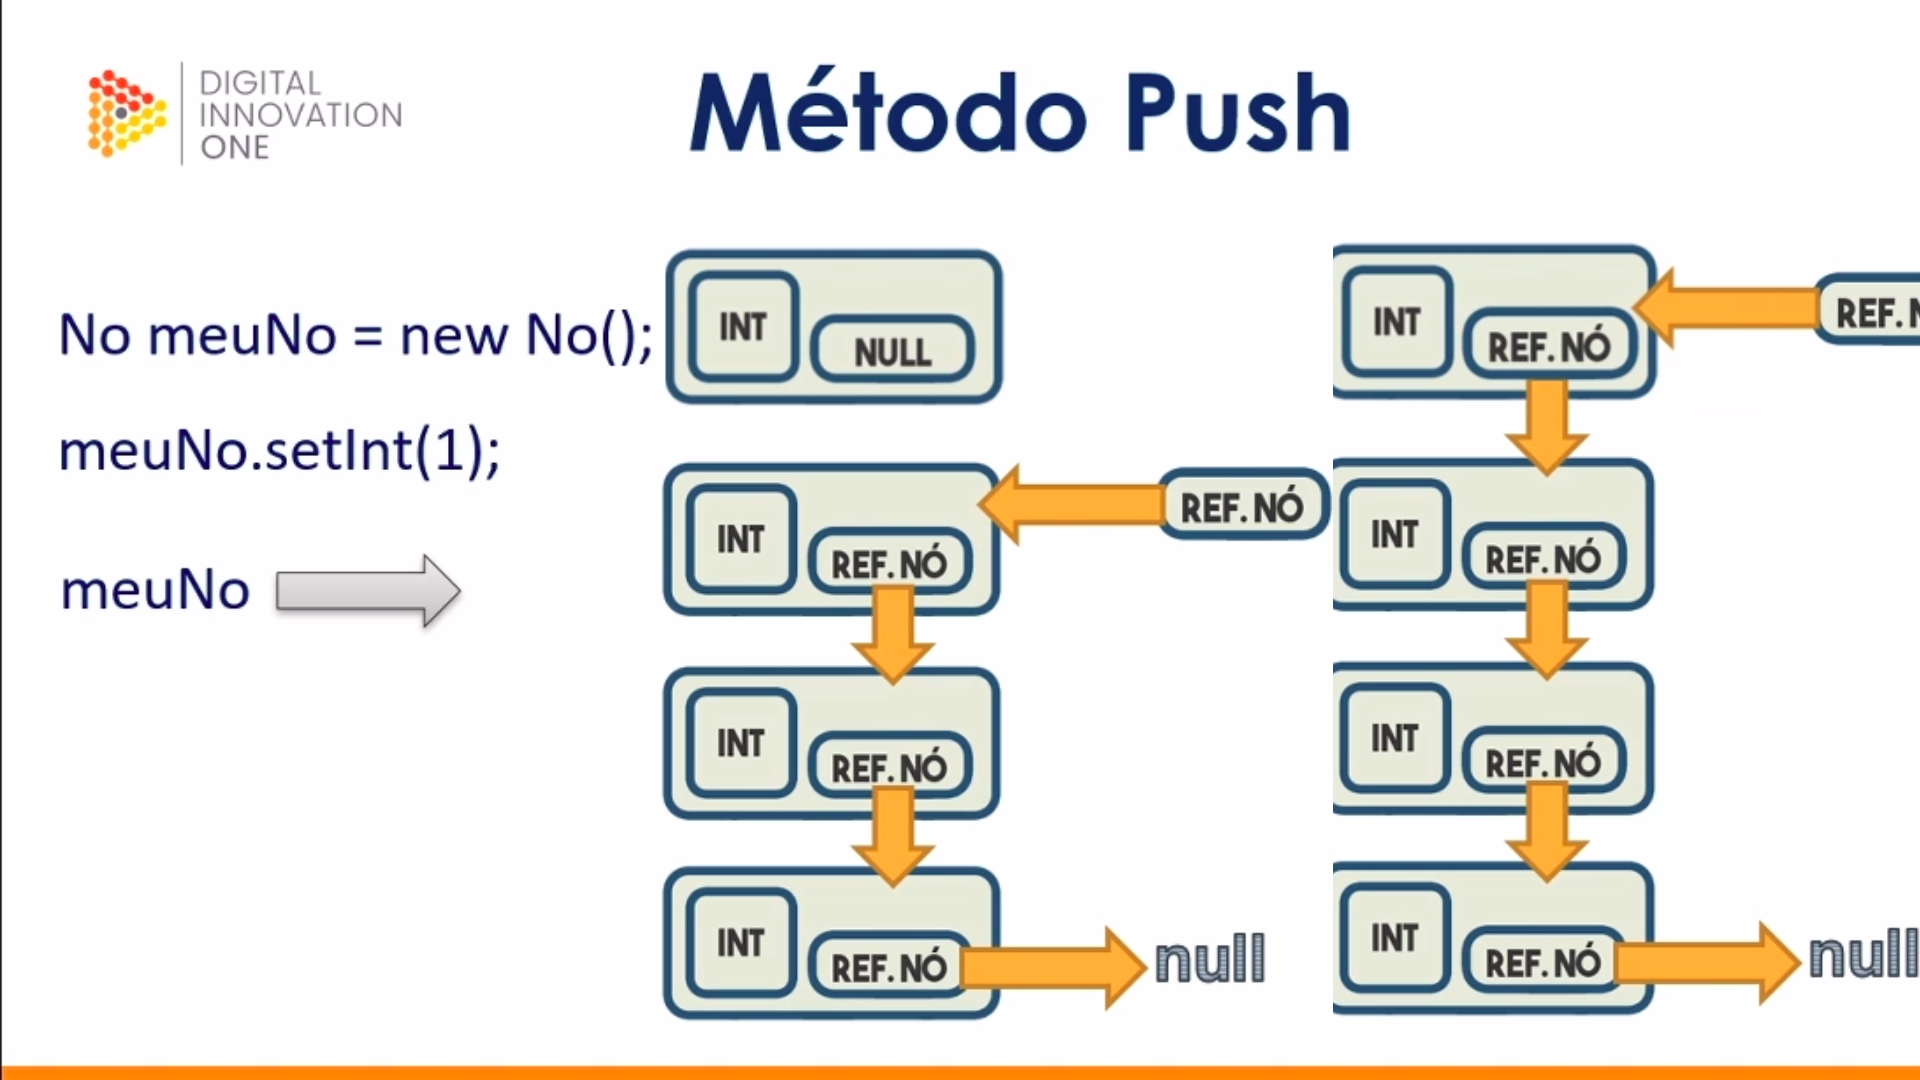 DIGITAL
INNOVATION
ONE
Método Push
No meuNo = new No();
meuNo.setInt(1);
meuNo
INT
NULL
INT
REF. NÓ
REF. NÓ
INT
REF. NÓ
INT
REF. NÓ
null
INT
REF. NÓ
REF. N
INT
REF. NÓ
INT
REF. NÓ
INT
REF. NÓ
null